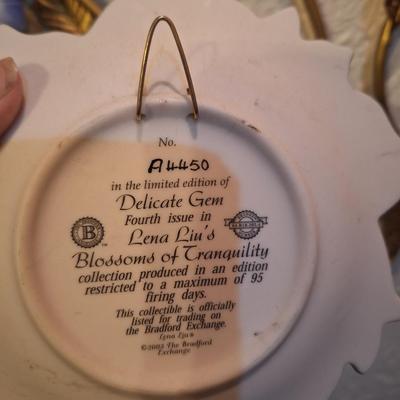 No.
A4450
in the limited edition of
Delicate Gem
Fourth issue in
Lena Liu's
Blossoms of Tranquility
collection produced in an edition
restricted to a maximum of 95
firing days.
This collectible is officially
listed for trading on
the Bradford Exchange.
Lena Liu®
©2003 The Bradford
Exchange
B